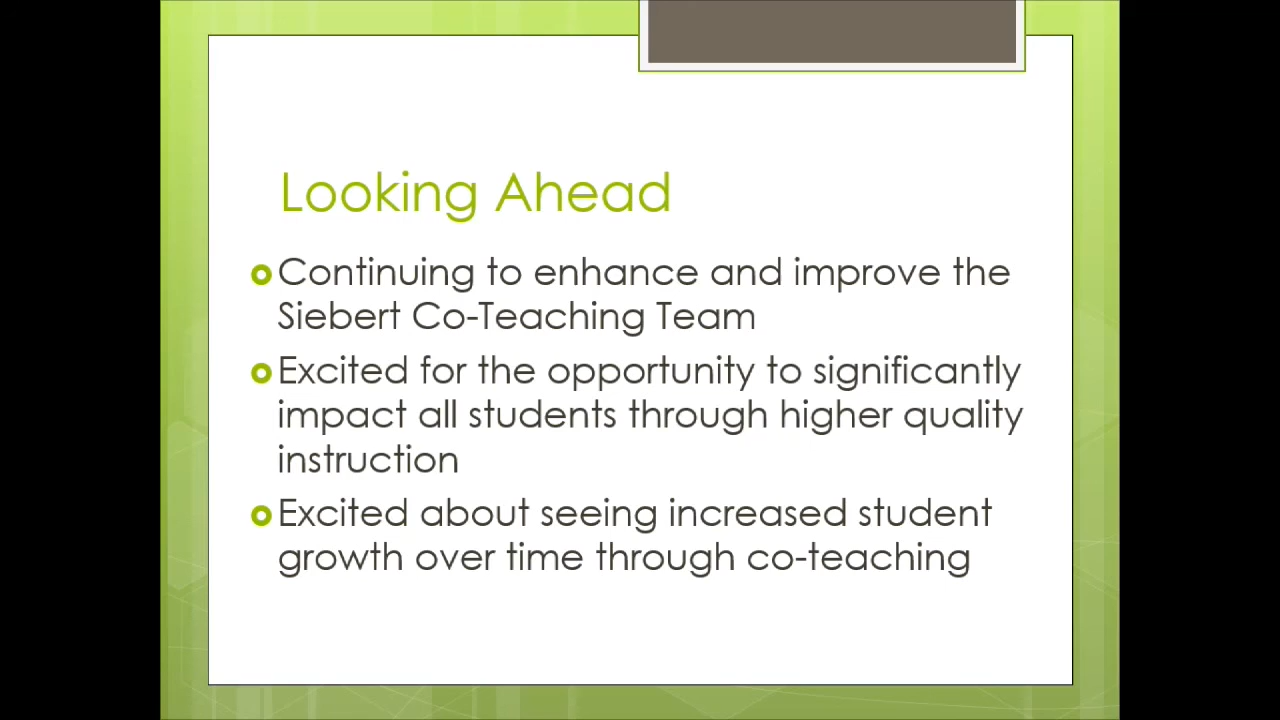 Looking Ahead
Continuing to enhance and improve the
Siebert Co-Teaching Team
Excited for the opportunity to significantly
impact all students through higher quality
instruction
Excited about seeing increased student
growth over time through co-teaching